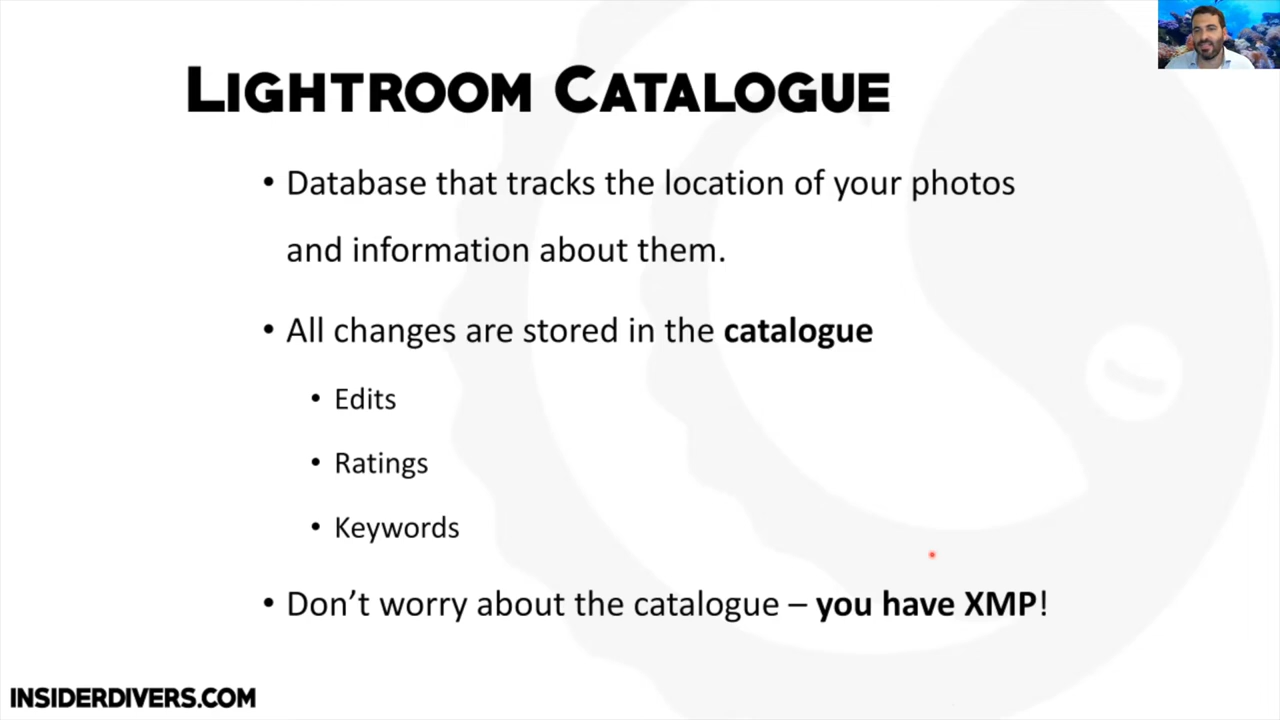 LIGHTROOM CATALOGUE
• Database that tracks the location of your photos
and information about them.
• All changes are stored in the catalogue
• Edits
• Ratings
• Keywords
• Don’t worry about the catalogue – you have XMP!
INSIDERDIVERS.COM